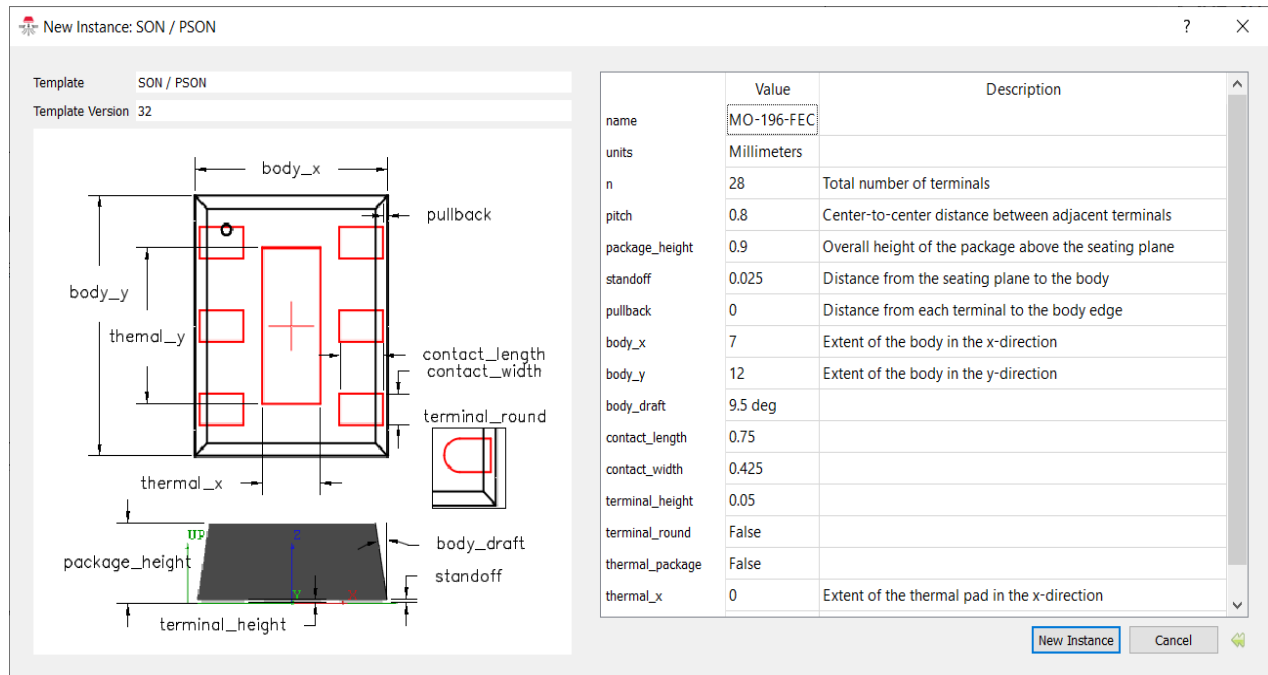 New Instance: SON / PSON
?
Template SON / PSON
Template Version 32
body_x
pullback
body_y
themal_y
contact_length
contact_width
terminal_round
thermal_x
UP
Z
package_height
body_draft
standoff
Y
X
terminal_height
Value Description
name MO-196-FEC
units Millimeters
n 28 Total number of terminals
pitch 0.8 Center-to-center distance between adjacent terminals
package_height 0.9 Overall height of the package above the seating plane
standoff 0.025 Distance from the seating plane to the body
pullback 0 Distance from each terminal to the body edge
body_x 7 Extent of the body in the x-direction
body_y 12 Extent of the body in the y-direction
body_draft 9.5 deg
contact_length 0.75
contact_width 0.425
terminal_height 0.05
terminal_round False
thermal_package False
thermal_x 0 Extent of the thermal pad in the x-direction
New Instance Cancel